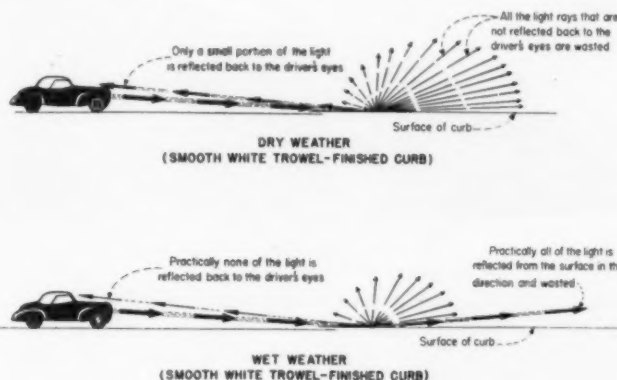 All the light rays that are
not reflected back to the
driver's eyes are wasted
Only a small portion of the light
is reflected back to the driver's eyes
Surface of curb
DRY WEATHER
(SMOOTH WHITE TROWEL-FINISHED CURB)
Practically none of the light is
reflected back to the driver's eyes
Practically all of the light is
reflected from the surface in th
direction and wasted
Surface of curb
WET WEATHER
(SMOOTH WHITE TROWEL-FINISHED CURB)